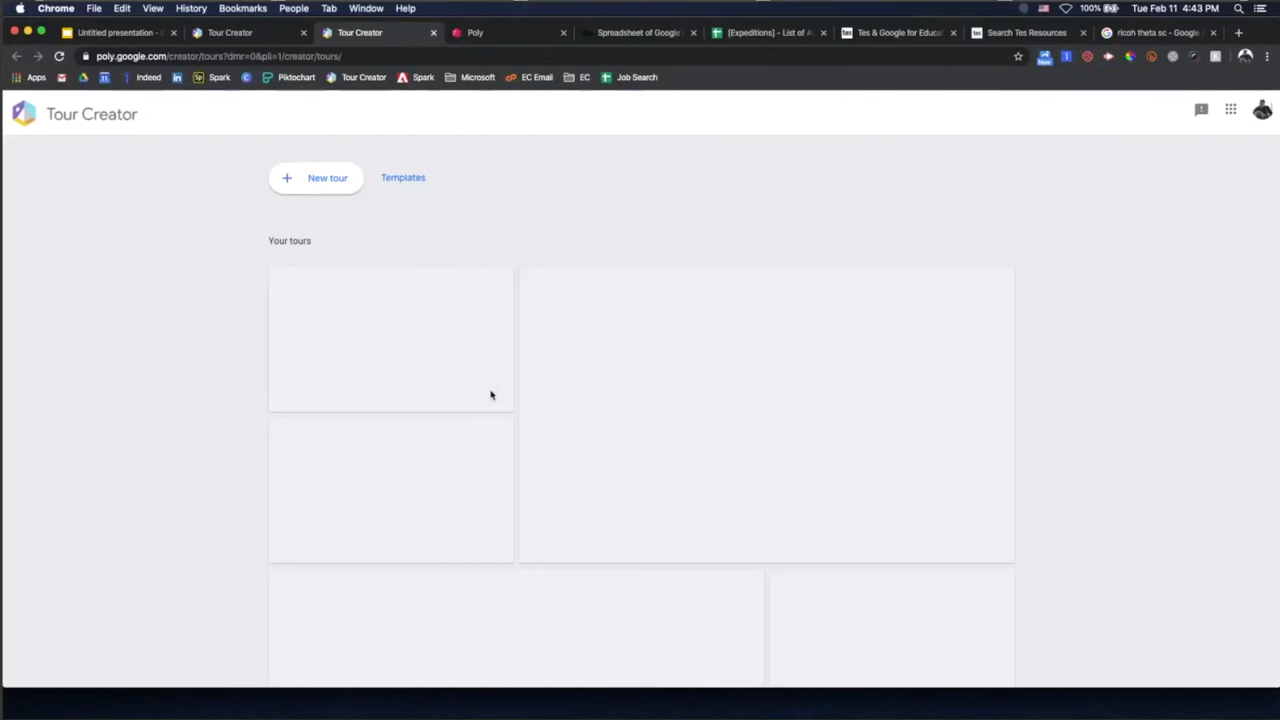 Chrome File Edit View History Bookmarks People Tab Window Help 100% Tue Feb 11 4:43 PM
Untitled presentation - Tour Creator Tour Creator Poly Spreadsheet of Google [Expeditions] - List of A Tes & Google for Educat Search Tes Resources ricoh theta sc - Google
poly.google.com/creator/tours?dmr=0&pli=1/creator/tours/
Apps Indeed Spark Piktochart Tour Creator Spark Microsoft EC Email EC Job Search
Tour Creator
+ New tour Templates
Your tours